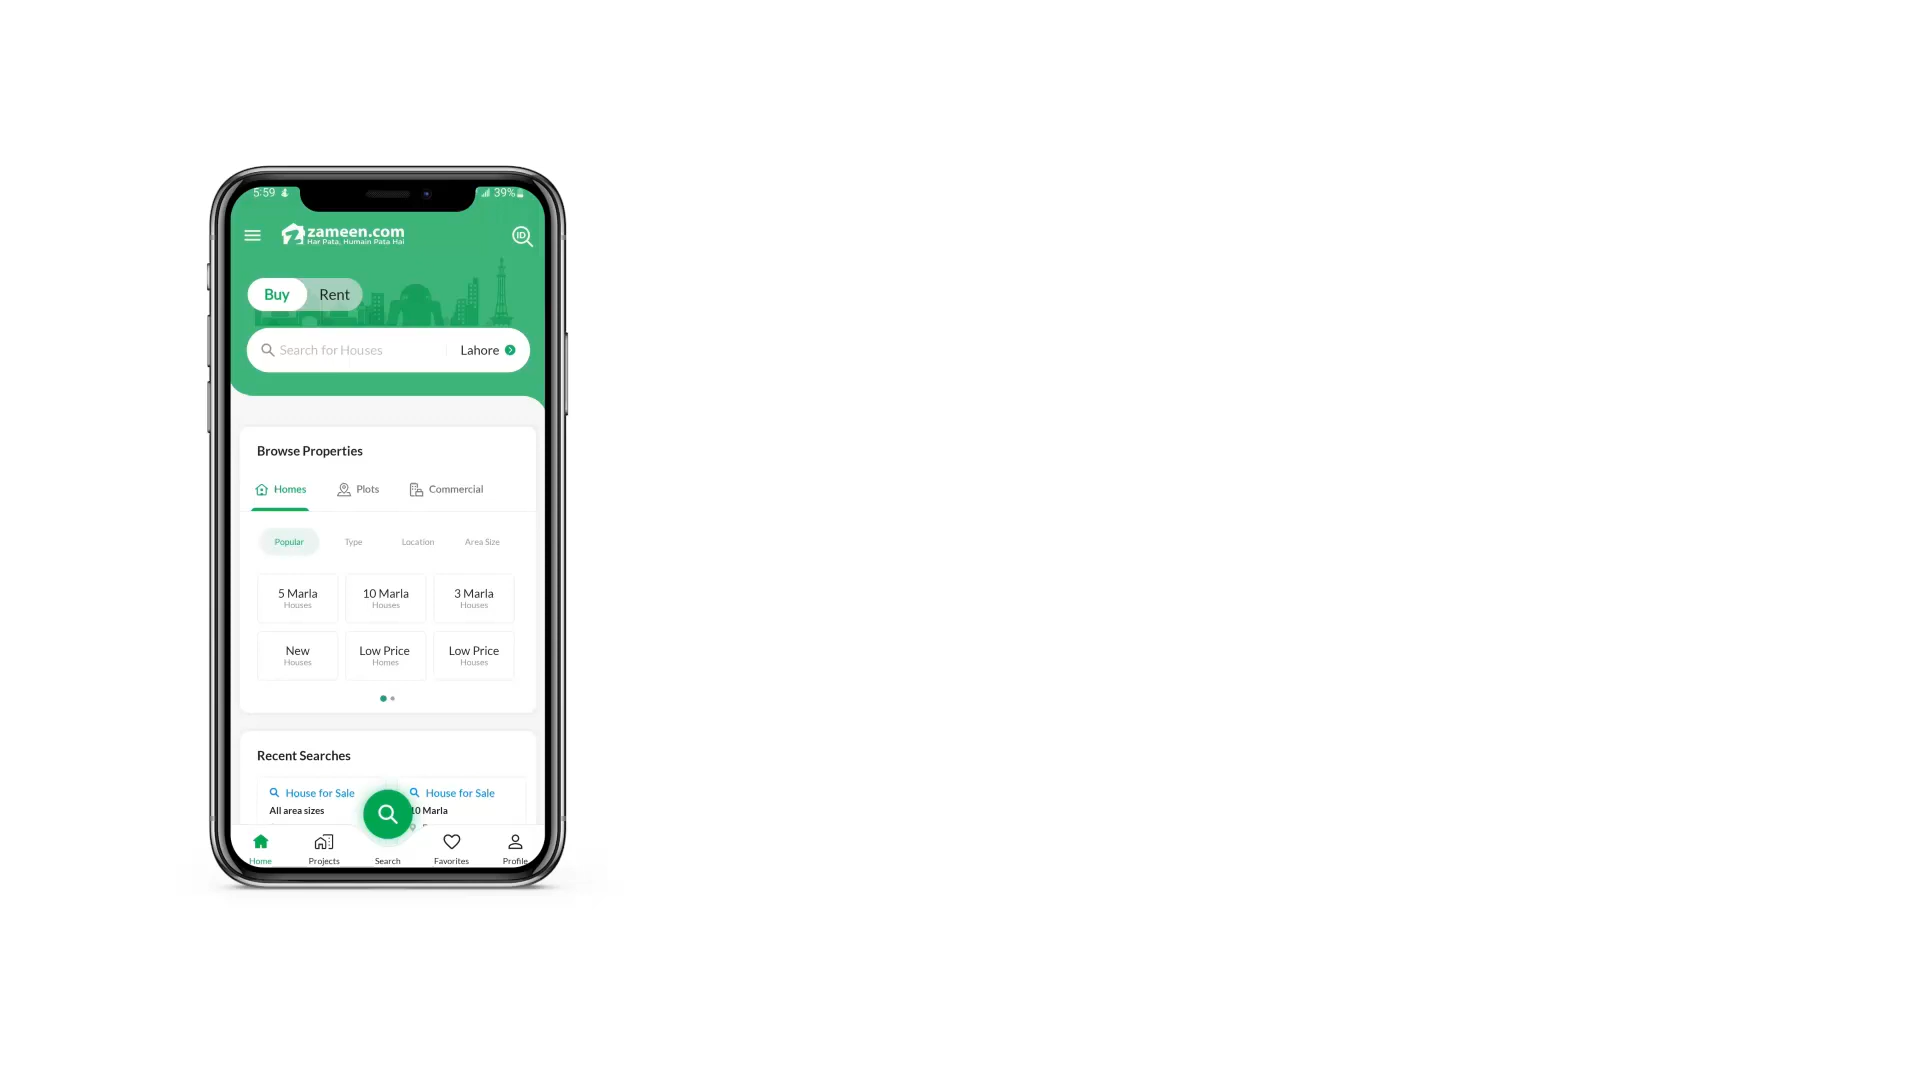 5:59
39%
zameen.com
Har Pata, Humain Pata Hai
ID
Buy
Rent
Search for Houses
Lahore
Browse Properties
Homes
Plots
Commercial
Popular
Type
Location
Area Size
5 Marla
Houses
10 Marla
Houses
3 Marla
Houses
New
Houses
Low Price
Homes
Low Price
Houses
Recent Searches
House for Sale
All area sizes
House for Sale
10 Marla
Home
Projects
Search
Favorites
Profile